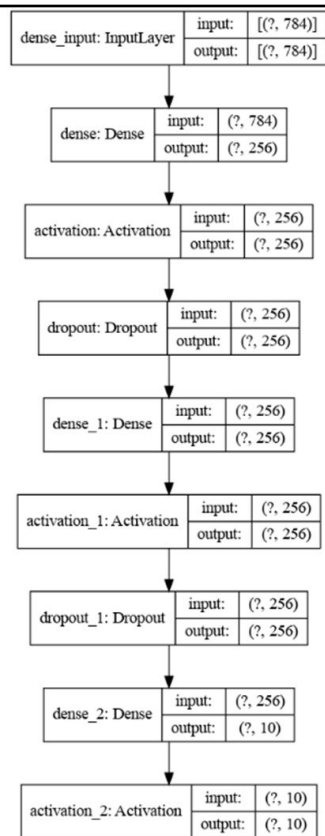 dense_input: InputLayer
input: [(?, 784)]
output: [(?, 784)]
dense: Dense
input: (?, 784)
output: (?, 256)
activation: Activation
input: (?, 256)
output: (?, 256)
dropout: Dropout
input: (?, 256)
output: (?, 256)
dense_1: Dense
input: (?, 256)
output: (?, 256)
activation_1: Activation
input: (?, 256)
output: (?, 256)
dropout_1: Dropout
input: (?, 256)
output: (?, 256)
dense_2: Dense
input: (?, 256)
output: (?, 10)
activation_2: Activation
input: (?, 10)
output: (?, 10)